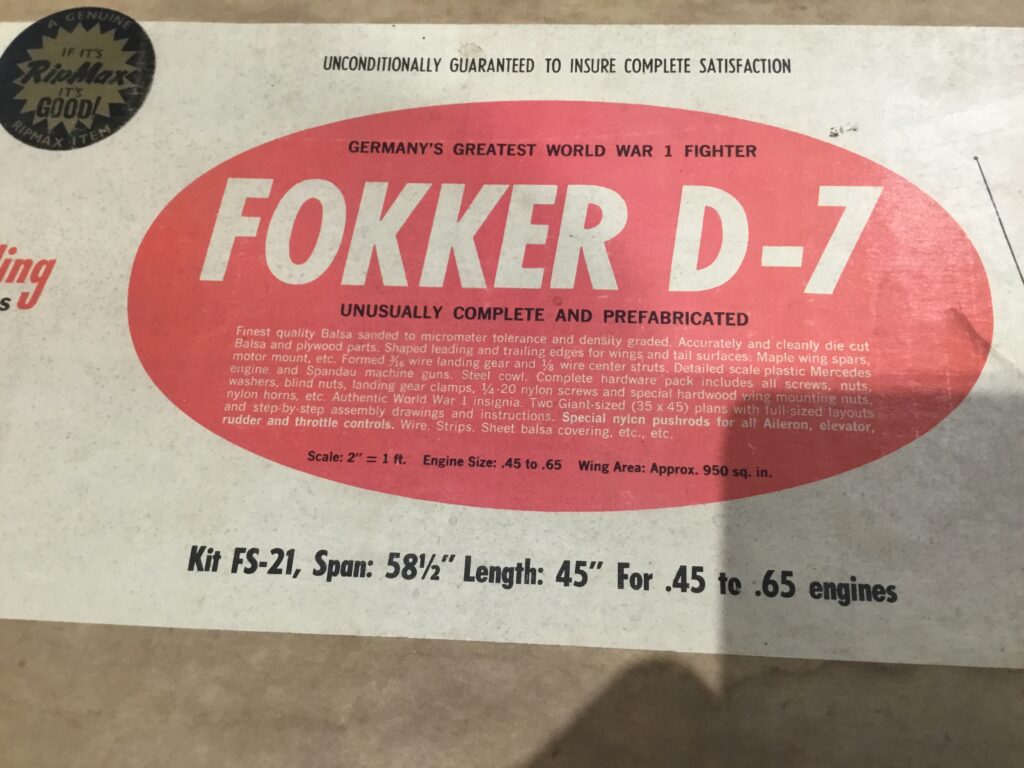 A GENUINE
IF IT'S
RipMax
IT'S
GOOD!
RIPMAX ITEM
UNCONDITIONALLY GUARANTEED TO INSURE COMPLETE SATISFACTION
GERMANY'S GREATEST WORLD WAR 1 FIGHTER
FOKKER D-7
ling
s
UNUSUALLY COMPLETE AND PREFABRICATED
Finest quality Balsa sanded to micrometer tolerance and density graded. Accurately and cleanly die cut
Balsa and plywood parts. Shaped leading and trailing edges for wings and tail surfaces. Maple wing spars,
motor mount, etc. Formed 3/16 wire landing gear and 1/8 wire center struts. Detailed scale plastic Mercedes
engine and Spandau machine guns. Steel cowl. Complete hardware pack includes all screws, nuts,
washers, blind nuts, landing gear clamps, 1/4-20 nylon screws and special hardwood wing mounting nuts,
nylon horns, etc. Authentic World War 1 insignia. Two Giant-sized (35 x 45) plans with full-sized layouts
and step-by-step assembly drawings and instructions. Special nylon pushrods for all Aileron, elevator,
rudder and throttle controls. Wire. Strips. Sheet balsa covering, etc., etc.
Scale: 2" = 1 ft. Engine Size: .45 to .65 Wing Area: Approx. 950 sq. in.
Kit FS-21, Span: 58½" Length: 45" For .45 to .65 engines